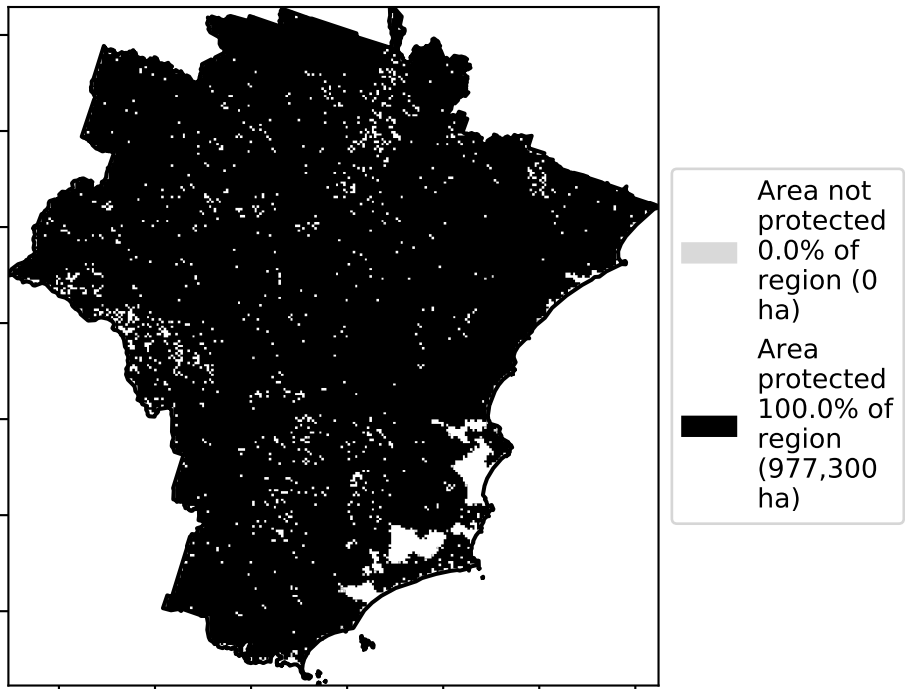 Area not
protected
0.0% of
region (0
ha)
Area
protected
100.0% of
region
(977,300
ha)